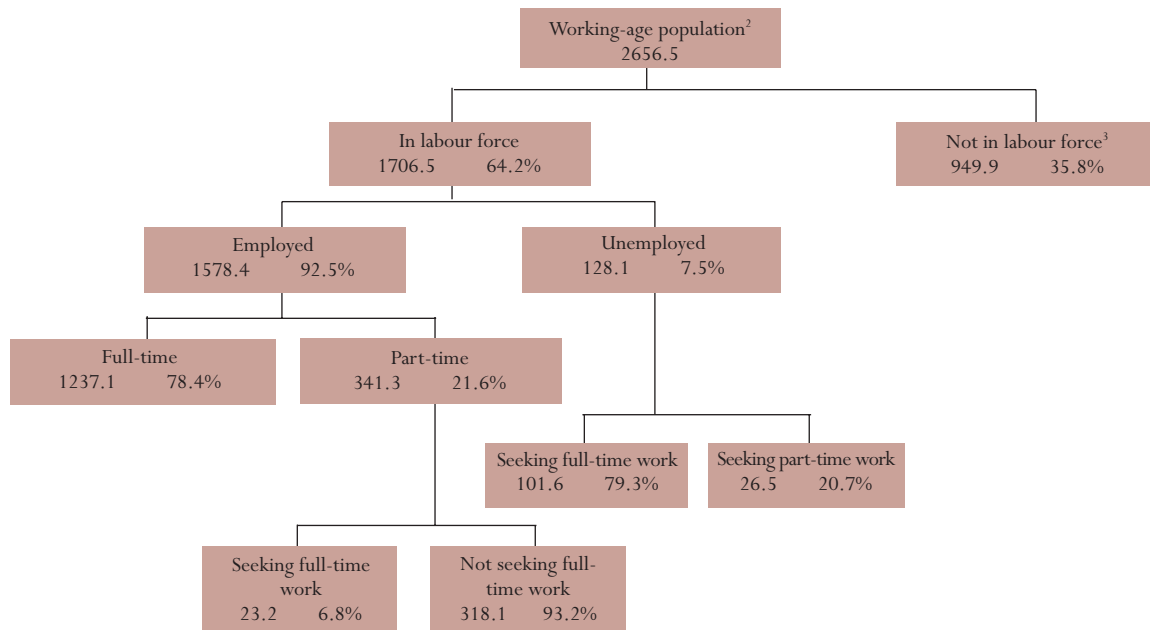 Working-age population²
2656.5
In labour force
1706.5 64.2%
Not in labour force³
949.9 35.8%
Employed
1578.4 92.5%
Unemployed
128.1 7.5%
Full-time
1237.1 78.4%
Part-time
341.3 21.6%
Seeking full-time work
101.6 79.3%
Seeking part-time work
26.5 20.7%
Seeking full-time
work
23.2 6.8%
Not seeking full-
time work
318.1 93.2%